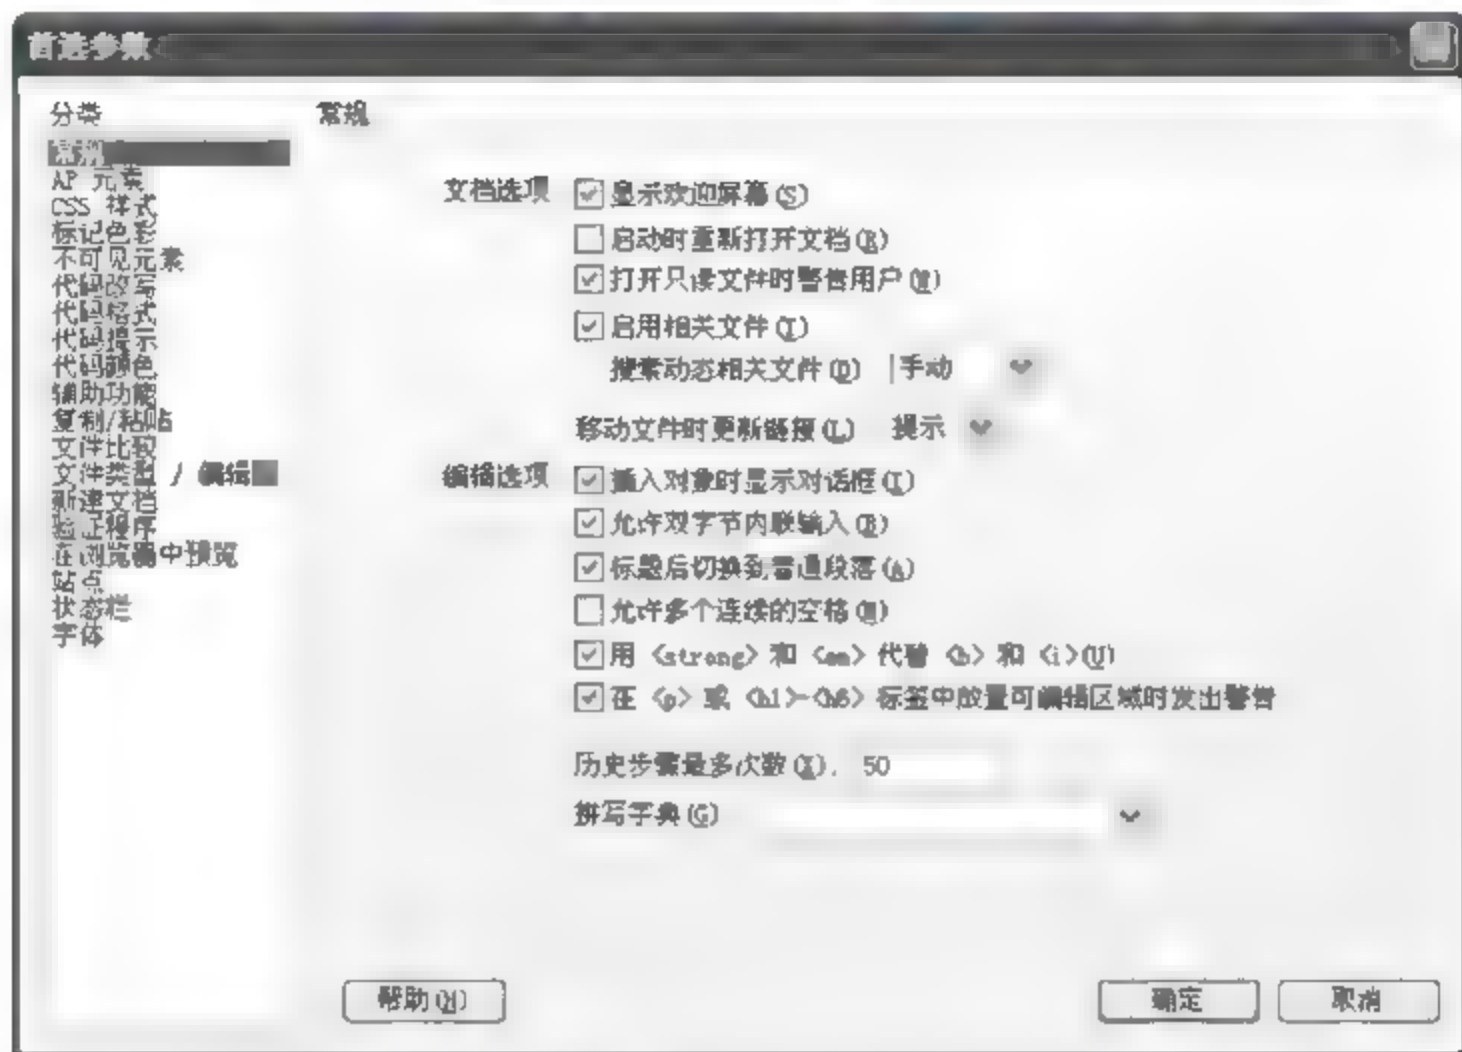 首选参数
分类
常规
AP 元素
CSS 样式
标记色彩
不可见元素
代码改写
代码格式
代码提示
代码颜色
辅助功能
复制/粘贴
文件比较
文件类型 / 编辑器
新建文档
验证程序
在浏览器中预览
站点
状态栏
字体
常规
文档选项
显示欢迎屏幕(S)
启动时重新打开文档(R)
打开只读文件时警告用户(W)
启用相关文件(T)
搜索动态相关文件(D) 手动
移动文件时更新链接(L) 提示
编辑选项
插入对象时显示对话框(I)
允许双字节内联输入(B)
标题后切换到普通段落(A)
允许多个连续的空格(M)
用 <strong> 和 <em> 代替 <b> 和 <i>(U)
在 <p> 或 <h1>-<h6> 标签中放置可编辑区域时发出警告
历史步骤最多次数(X): 50
拼写字典(G)
帮助(H)
确定
取消